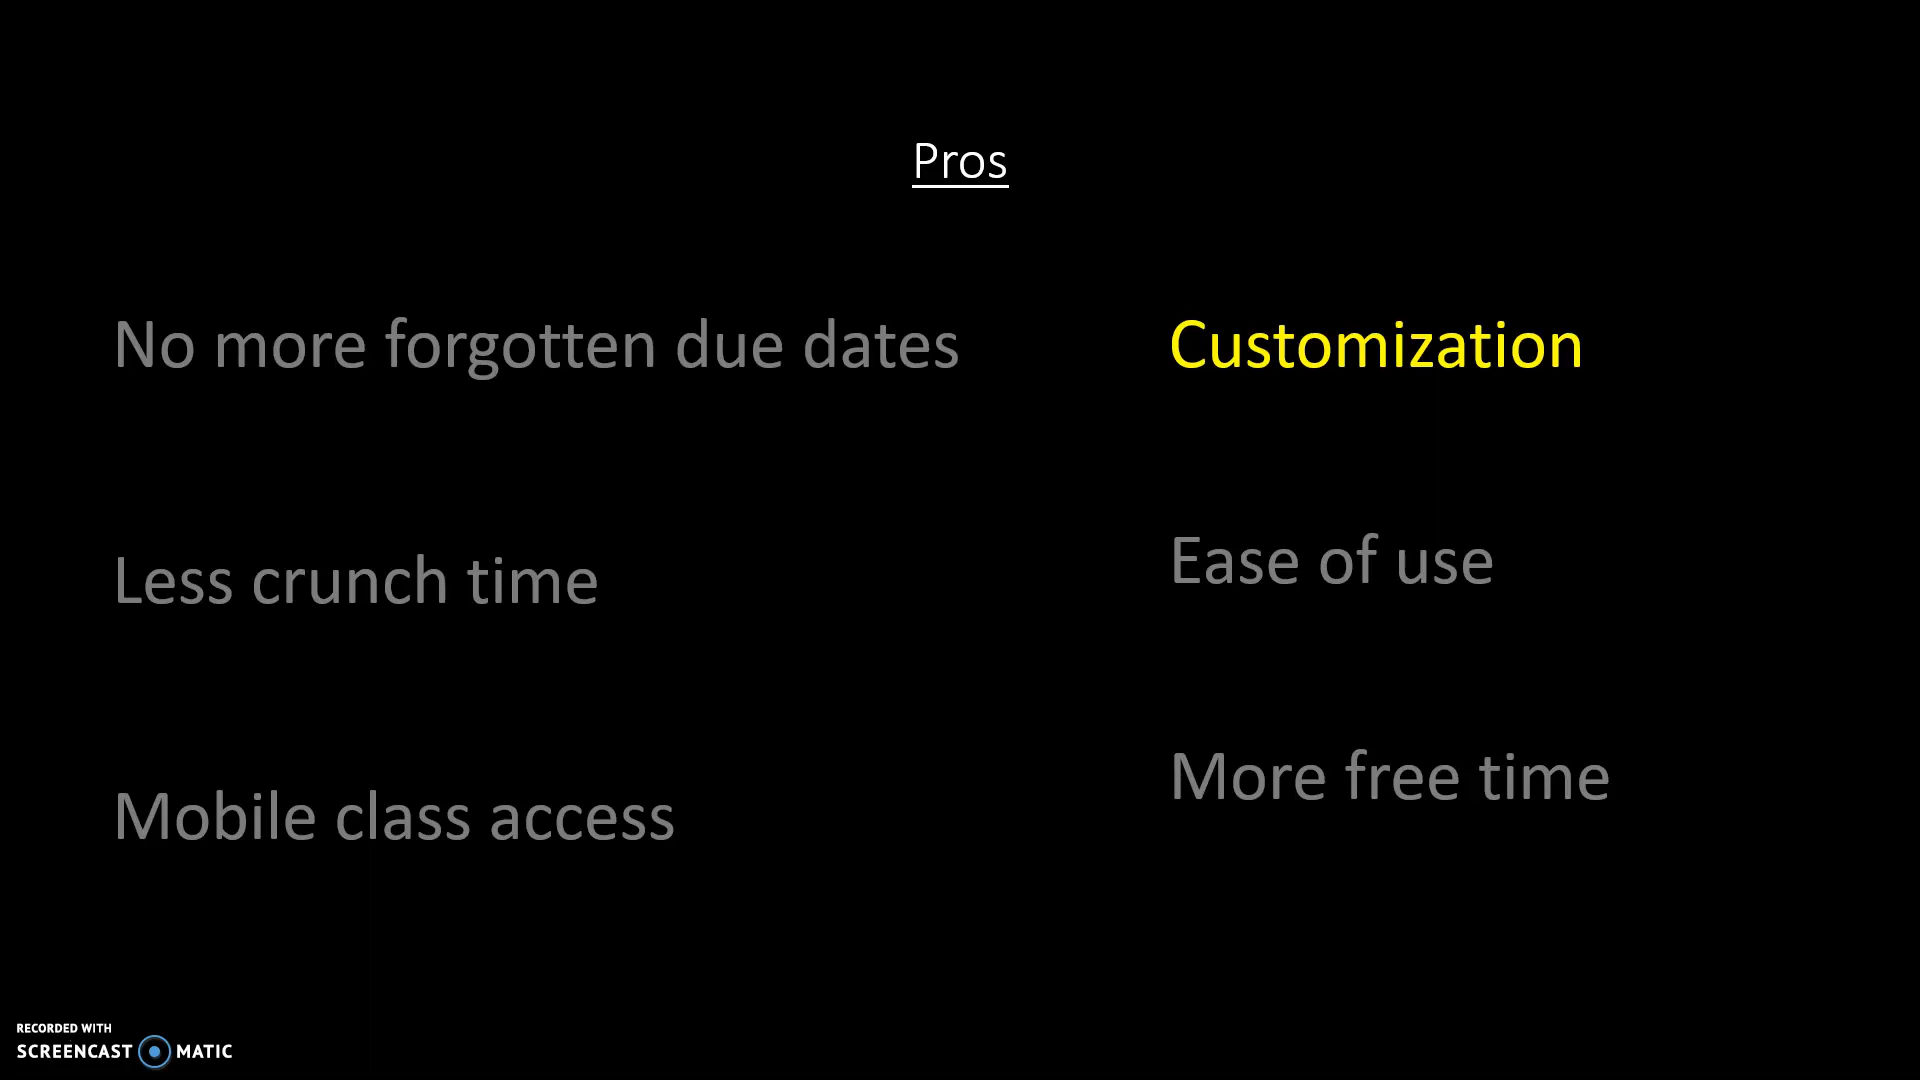 Pros
No more forgotten due dates
Less crunch time
Mobile class access
Customization
Ease of use
More free time
RECORDED WITH
SCREENCAST MATIC